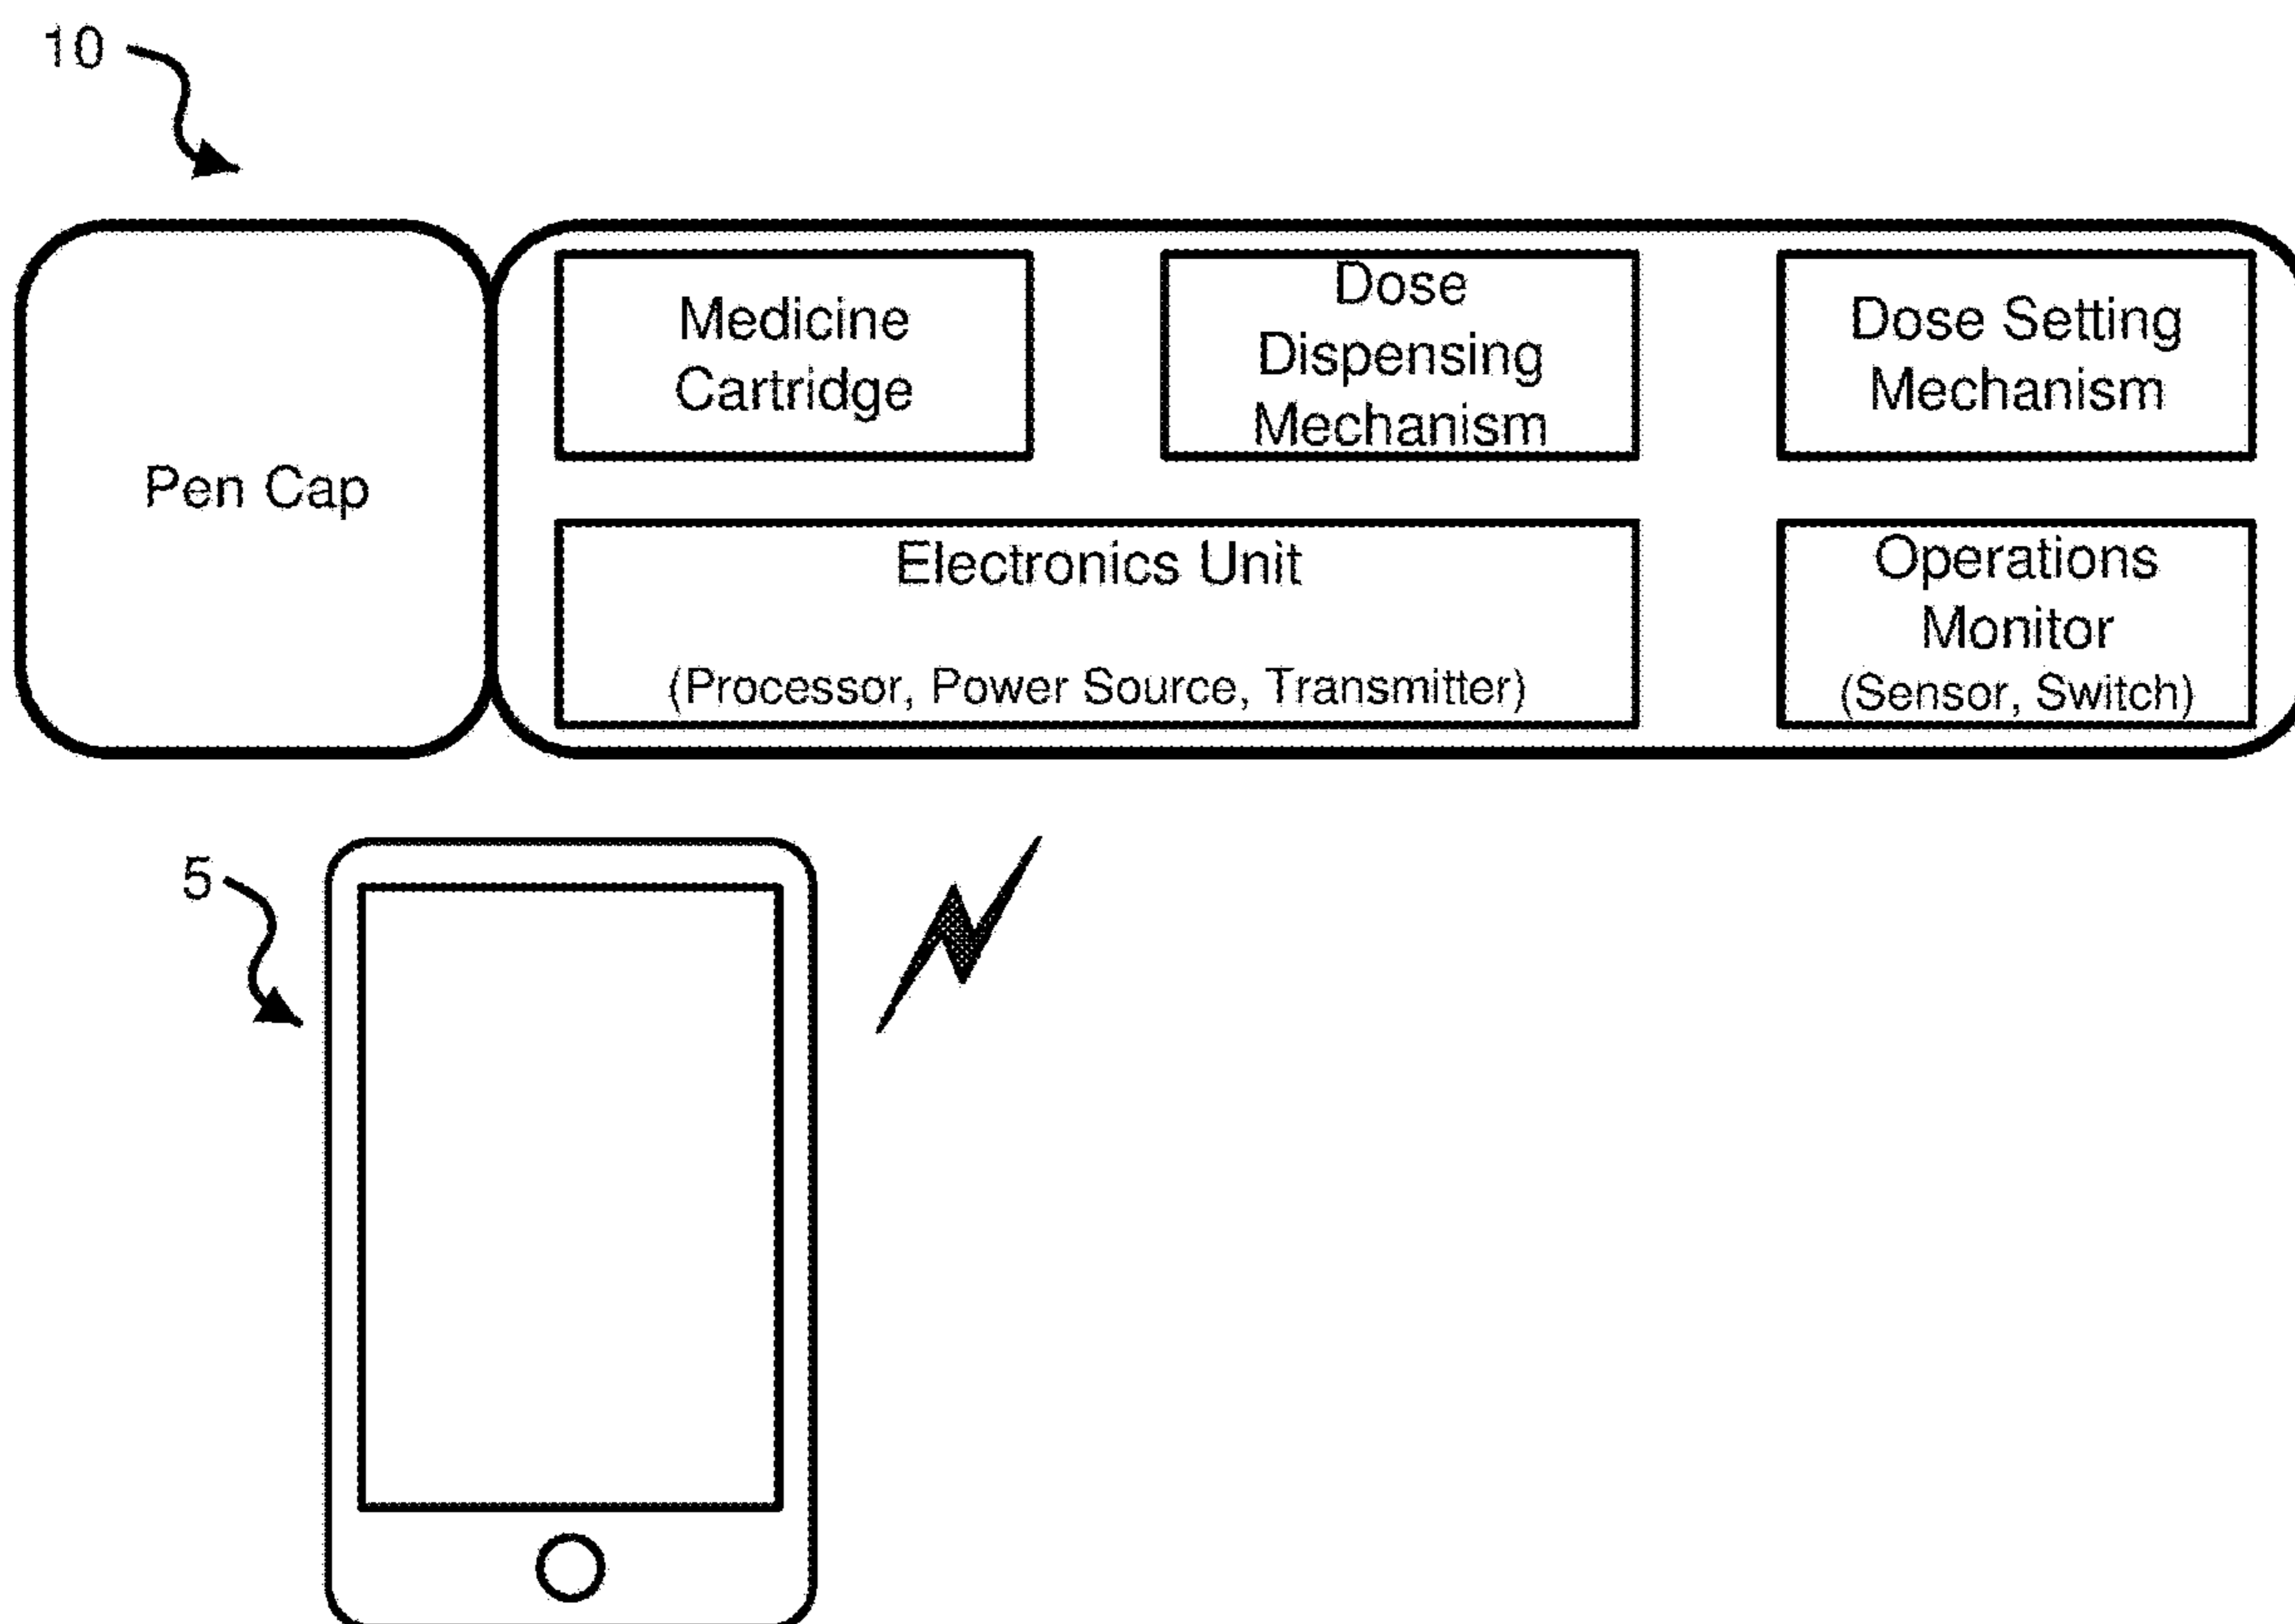 10
Medicine
Cartridge
Dose
Dispensing
Mechanism
Dose Setting
Mechanism
Pen Cap
Electronics Unit
(Processor, Power Source, Transmitter)
Operations
Monitor
(Sensor, Switch)
5